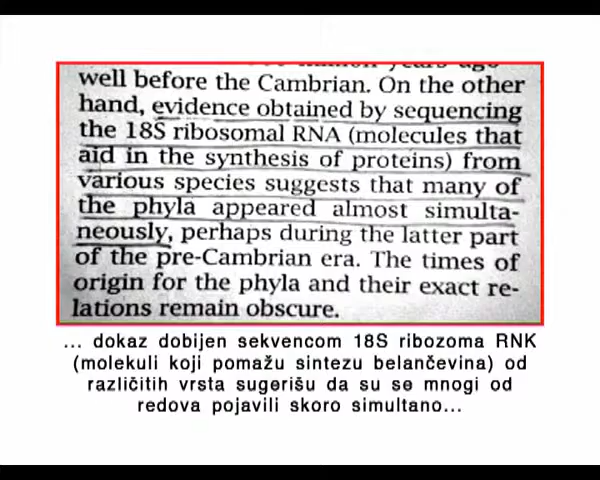 years ago
well before the Cambrian. On the other
hand, evidence obtained by sequencing
the 18S ribosomal RNA (molecules that
aid in the synthesis of proteins) from
various species suggests that many of
the phyla appeared almost simulta-
neously, perhaps during the latter part
of the pre-Cambrian era. The times of
origin for the phyla and their exact re-
lations remain obscure.
... dokaz dobijen sekvencom 18S ribozoma RNK
(molekuli koji pomažu sintezu belančevina) od
različitih vrsta sugerišu da su se mnogi od
redova pojavili skoro simultano...